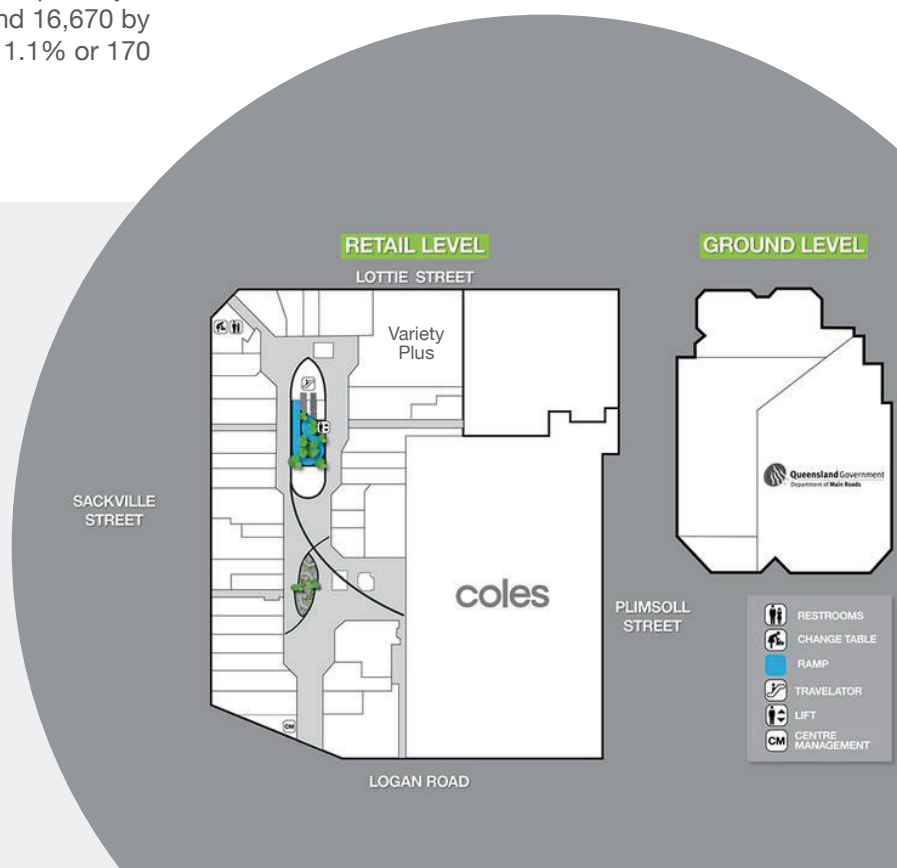 nd 16,670 by
1.1% or 170
RETAIL LEVEL
LOTTIE STREET
GROUND LEVEL
Variety
Plus
SACKVILLE
STREET
coles
PLIMSOLL
STREET
LOGAN ROAD
CM
Queensland Government
Department of Main Roads
RESTROOMS
CHANGE TABLE
RAMP
TRAVELATOR
LIFT
CM
CENTRE
MANAGEMENT